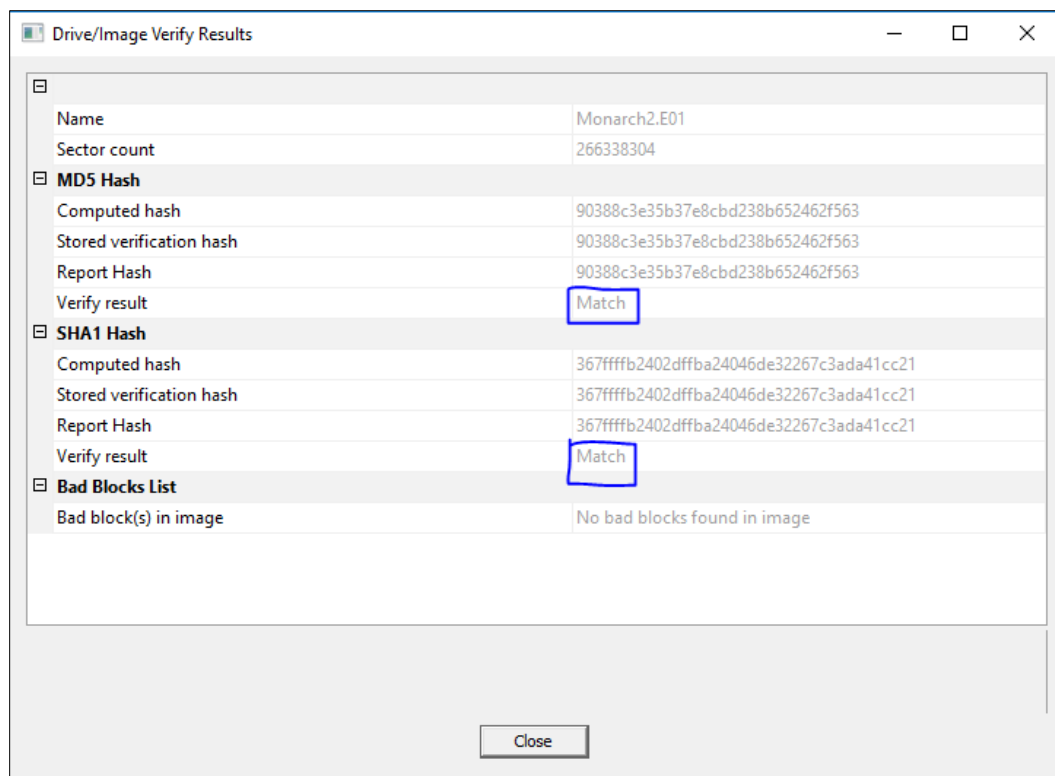 Drive/Image Verify Results
Name Monarch2.E01
Sector count 266338304
MD5 Hash
Computed hash 90388c3e35b37e8cbd238b652462f563
Stored verification hash 90388c3e35b37e8cbd238b652462f563
Report Hash 90388c3e35b37e8cbd238b652462f563
Verify result Match
SHA1 Hash
Computed hash 367ffffb2402dffba24046de32267c3ada41cc21
Stored verification hash 367ffffb2402dffba24046de32267c3ada41cc21
Report Hash 367ffffb2402dffba24046de32267c3ada41cc21
Verify result Match
Bad Blocks List
Bad block(s) in image No bad blocks found in image
Close